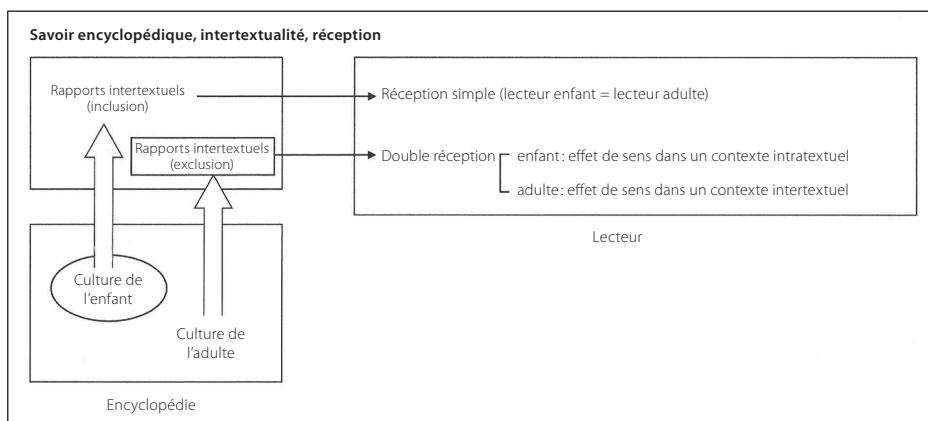 Savoir encyclopédique, intertextualité, réception
Rapports intertextuels
(inclusion)
Réception simple (lecteur enfant = lecteur adulte)
Rapports intertextuels
(exclusion)
Double réception
enfant : effet de sens dans un contexte intratextuel
adulte : effet de sens dans un contexte intertextuel
Lecteur
Culture de
l'enfant
Culture de
l'adulte
Encyclopédie